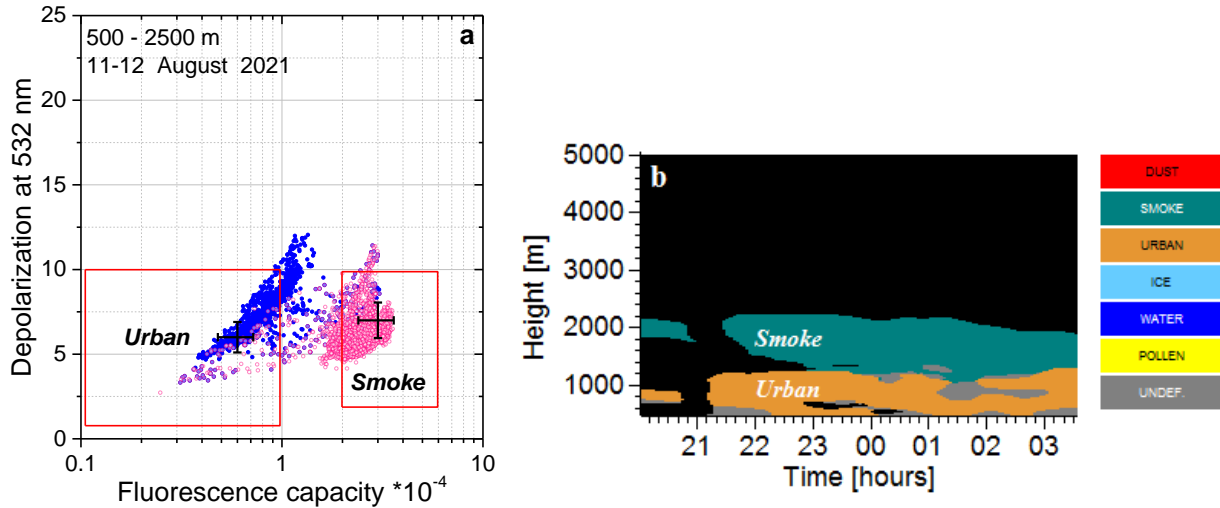 500 - 2500 m
11-12 August 2021
a
25
20
15
10
5
0
Depolarization at 532 nm
Urban
Smoke
0.1
1
10
Fluorescence capacity *10⁻⁴
b
5000
4000
3000
2000
1000
Height [m]
Smoke
Urban
21 22 23 00 01 02 03
Time [hours]
DUST
SMOKE
URBAN
ICE
WATER
POLLEN
UNDEF.